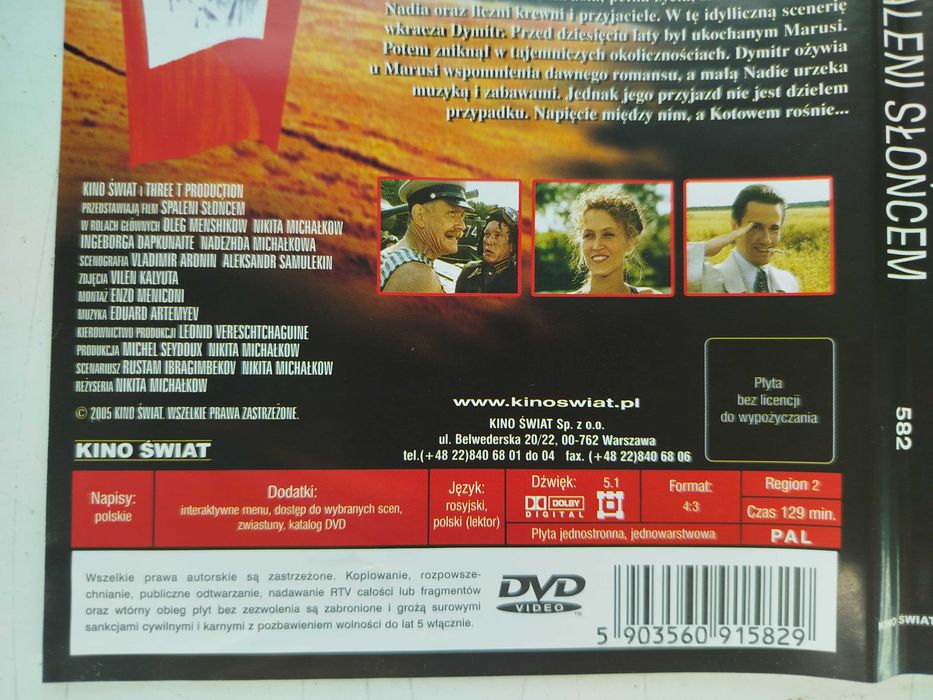 Nadia oraz liczni krewni i przyjaciele. W tę idylliczną scenerię
wkracza Dymitr. Przed dziesięciu laty był ukochanym Marusi.
Potem zniknął w tajemniczych okolicznościach. Dymitr ożywia
u Marusi wspomnienia dawnego romansu, a małą Nadie urzeka
muzyką i zabawami. Jednak jego przyjazd nie jest dziełem
przypadku. Napięcie między nim, a Kotowem rośnie...
KINO ŚWIAT I THREE T PRODUCTION
PRZEDSTAWIAJĄ FILM SPALENI SŁOŃCEM
W ROLACH GŁÓWNYCH OLEG MENSHIKOW NIKITA MICHAŁKOW
INGEBORGA DAPKUNAITE NADEZHDA MICHAŁKOWA
SCENOGRAFIA VLADIMIR ARONIN ALEKSANDR SAMULEKIN
ZDJĘCIA VILEN KALYUTA
MONTAŻ ENZO MENICONI
MUZYKA EDUARD ARTEMYEV
KIEROWNICTWO PRODUKCJI LEONID VERESCHTCHAGUINE
PRODUKCJA MICHEL SEYDOUX NIKITA MICHAŁKOW
SCENARIUSZ RUSTAM IBRAGIMBEKOV NIKITA MICHAŁKOW
REŻYSERIA NIKITA MICHAŁKOW
© 2005 KINO ŚWIAT. WSZELKIE PRAWA ZASTRZEŻONE.
KINO ŚWIAT
74
www.kinoswiat.pl
KINO ŚWIAT Sp. z o.o.
ul. Belwederska 20/22, 00-762 Warszawa
tel.(+48 22)840 68 01 do 04 fax. (+48 22)840 68 06
Płyta
bez licencji
do wypożyczania
Napisy:
polskie
Dodatki:
interaktywne menu, dostęp do wybranych scen,
zwiastuny, katalog DVD
Język:
rosyjski,
polski (lektor)
Dźwięk: 5.1
DOLBY
DIGITAL
Format:
4:3
Płyta jednostronna, jednowarstwowa
Region 2
Czas 129 min.
PAL
Wszelkie prawa autorskie są zastrzeżone. Kopiowanie, rozpowsze-
chnianie, publiczne odtwarzanie, nadawanie RTV całości lub fragmentów
oraz wtórny obieg płyt bez zezwolenia są zabronione i grożą surowymi
sankcjami cywilnymi i karnymi z pozbawieniem wolności do lat 5 włącznie.
DVD
VIDEO
TM
5 903560 915829
ALENI SŁOŃCEM
582
KINO ŚWIAT